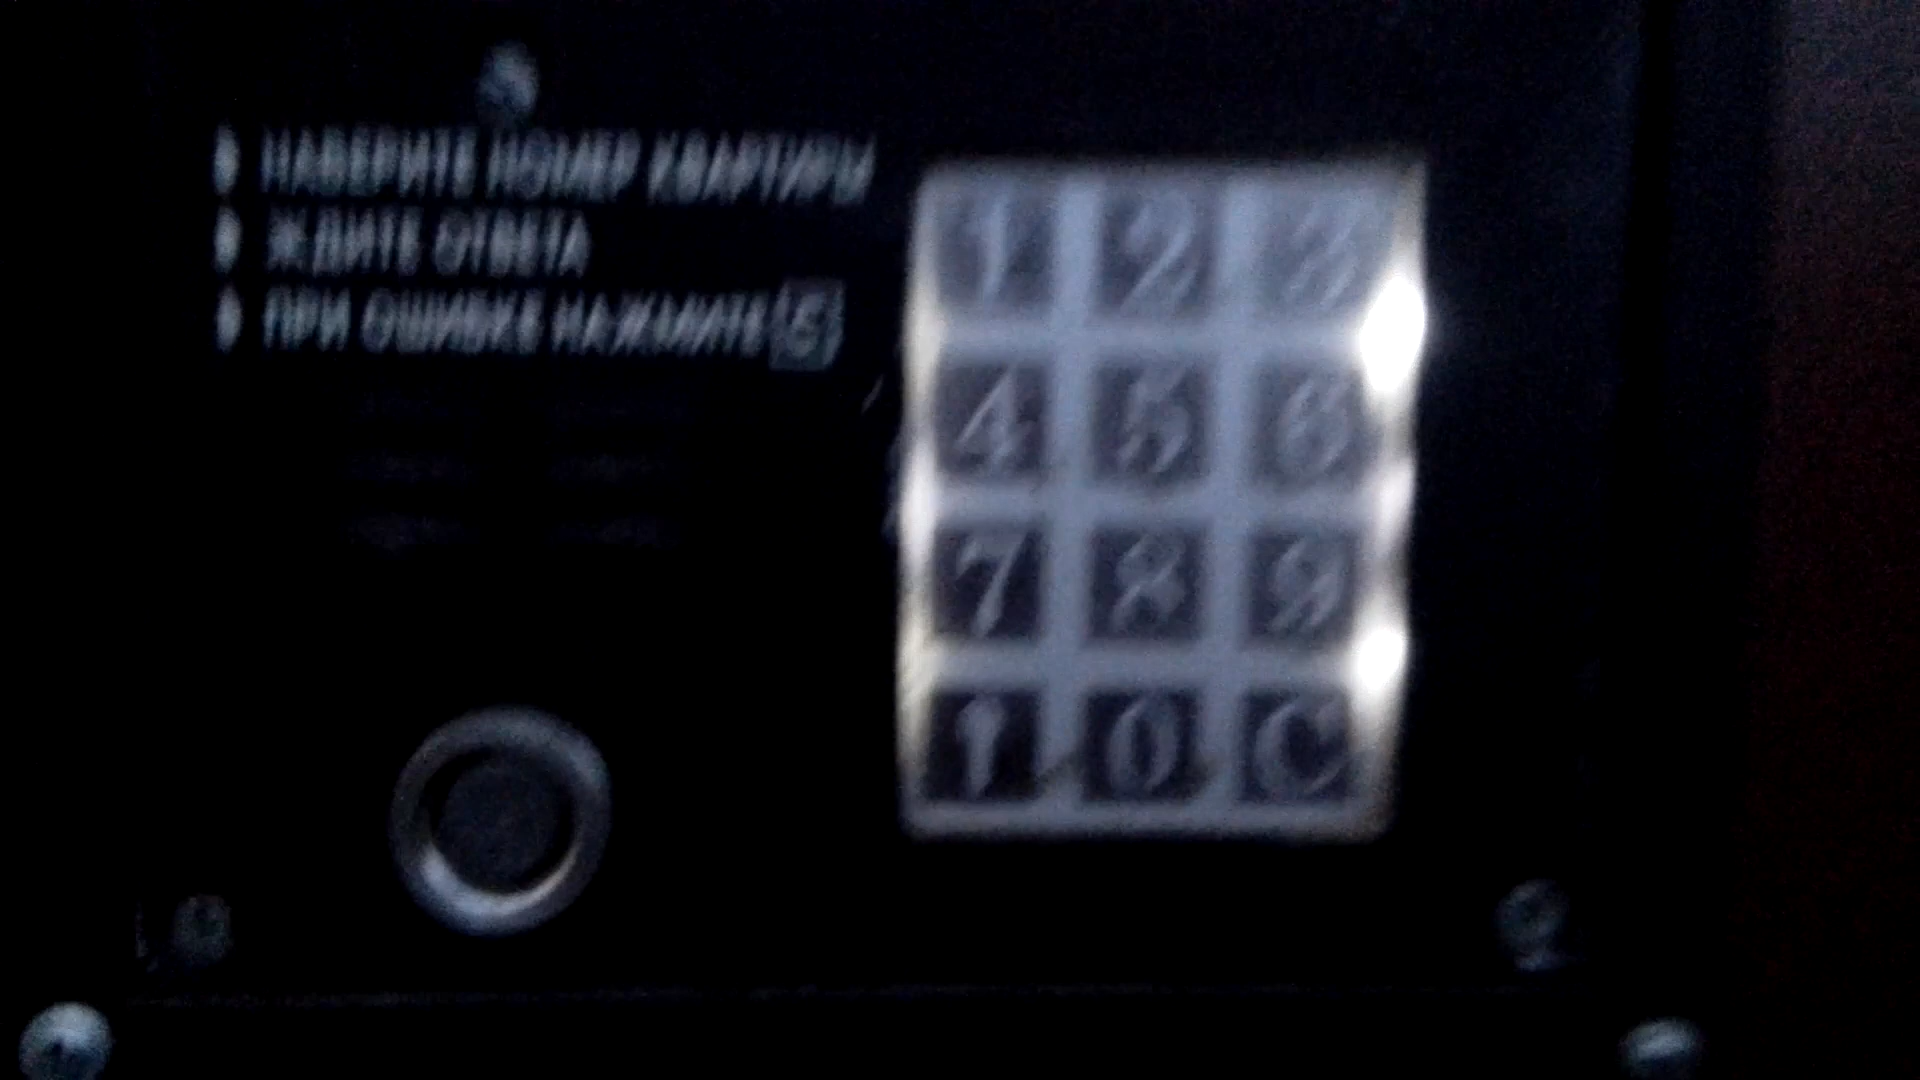 НАБЕРИТЕ НОМЕР КВАРТИРЫ
ЖДИТЕ ОТВЕТА
ПРИ ОШИБКЕ НАЖМИТЕ (С)
1 2 3
4 5 6
7 8 9
0 C